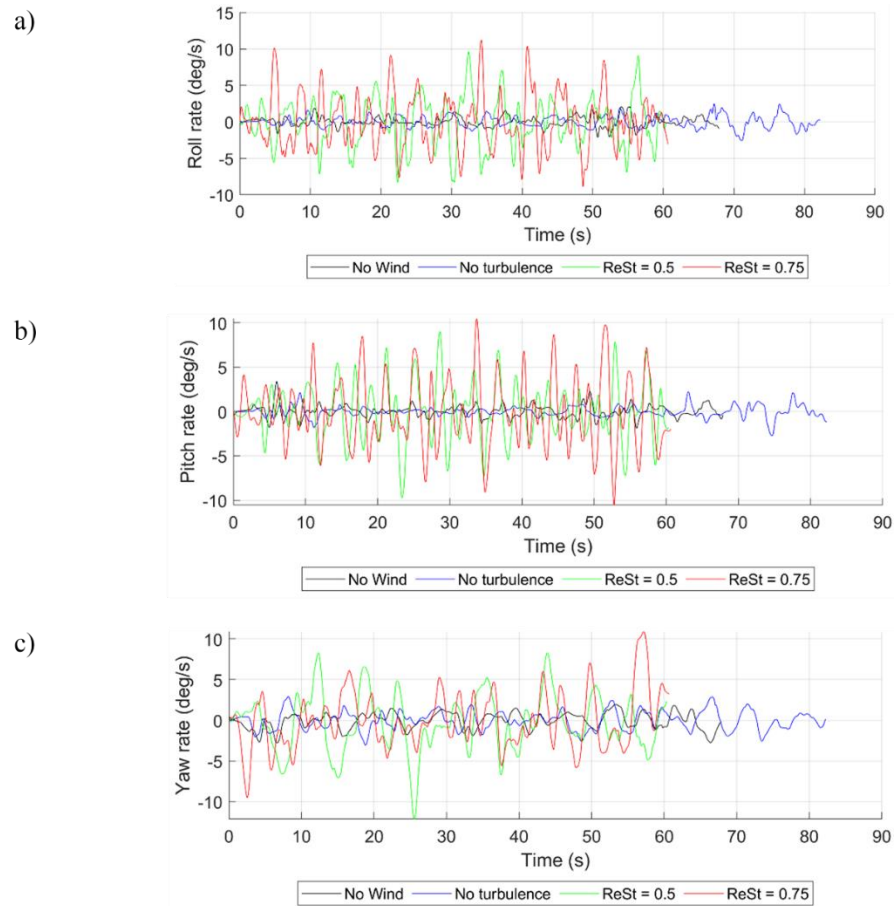 a)
15
10
5
0
-5
-10
Roll rate (deg/s)
0 10 20 30 40 50 60 70 80 90
Time (s)
No Wind No turbulence ReSt = 0.5 ReSt = 0.75
b)
10
5
0
-5
-10
Pitch rate (deg/s)
0 10 20 30 40 50 60 70 80 90
Time (s)
No Wind No turbulence ReSt = 0.5 ReSt = 0.75
c)
10
5
0
-5
-10
Yaw rate (deg/s)
0 10 20 30 40 50 60 70 80 90
Time (s)
No Wind No turbulence ReSt = 0.5 ReSt = 0.75